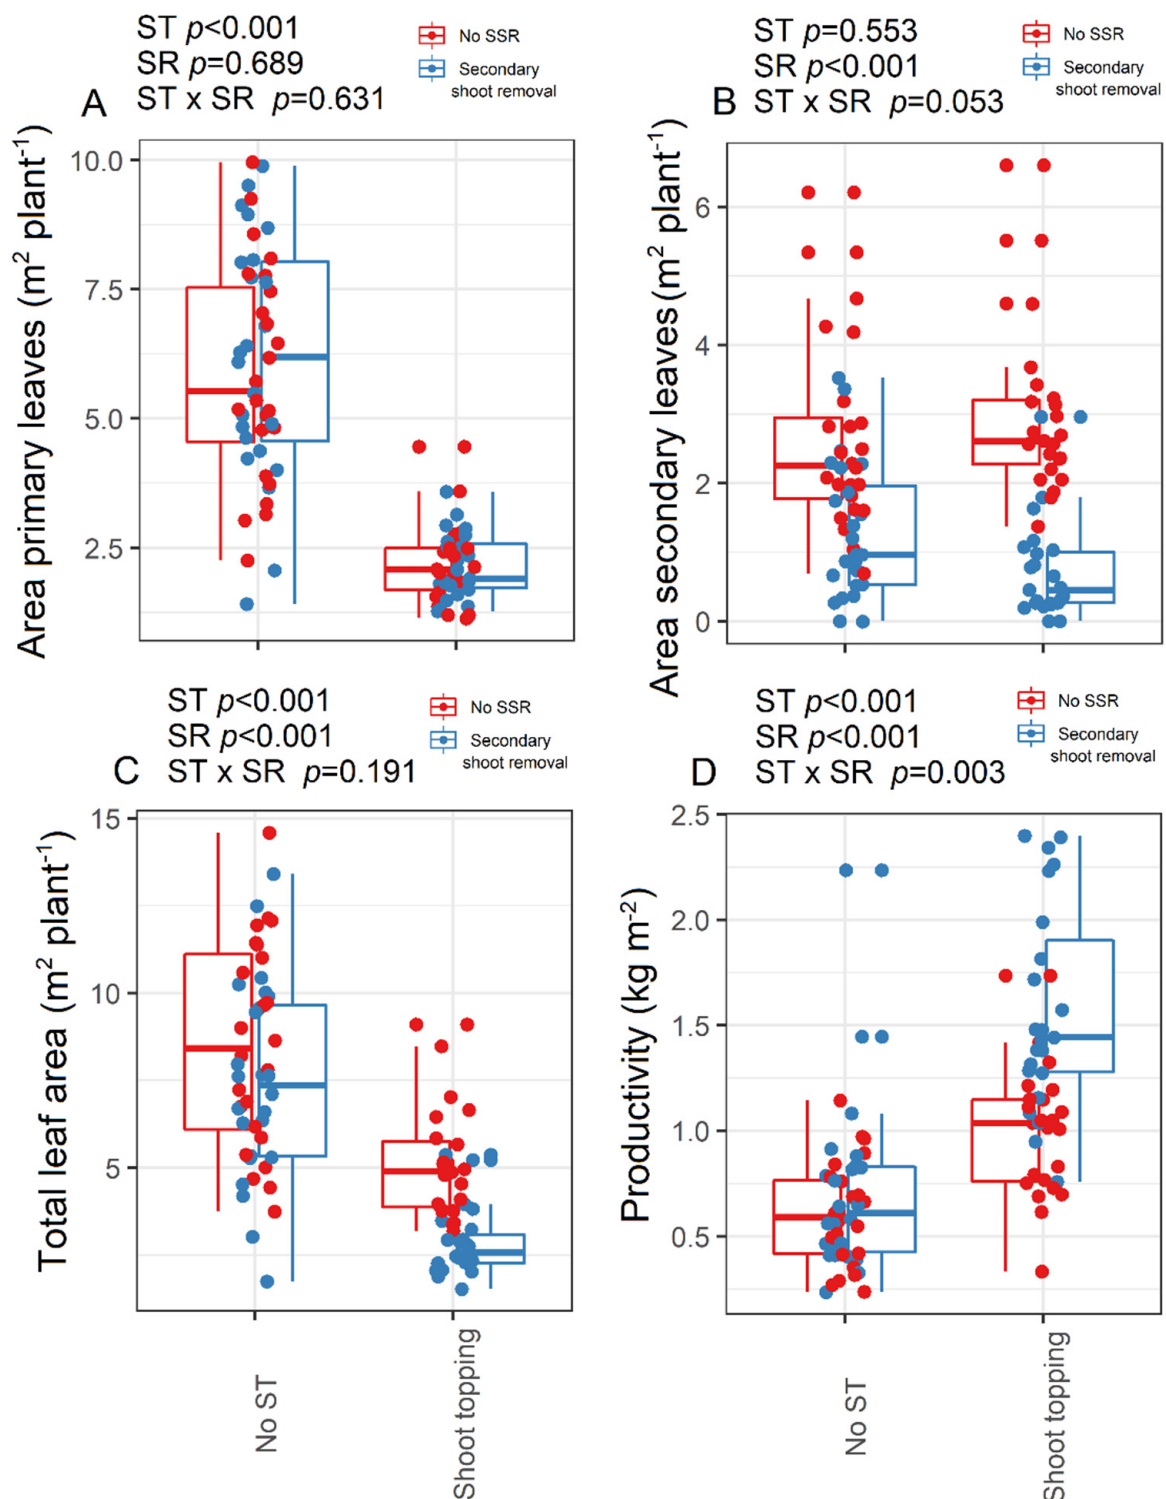 ST p<0.001
SR p=0.689
ST x SR p=0.631
No SSR
Secondary
shoot removal
A
Area primary leaves (m² plant⁻¹)
10.0
7.5
5.0
2.5
ST p=0.553
SR p<0.001
ST x SR p=0.053
No SSR
Secondary
shoot removal
B
Area secondary leaves (m² plant⁻¹)
6
4
2
0
ST p<0.001
SR p<0.001
ST x SR p=0.191
No SSR
Secondary
shoot removal
C
Total leaf area (m² plant⁻¹)
15
10
5
No ST
Shoot topping
ST p<0.001
SR p<0.001
ST x SR p=0.003
No SSR
Secondary
shoot removal
D
Productivity (kg m⁻²)
2.5
2.0
1.5
1.0
0.5
No ST
Shoot topping